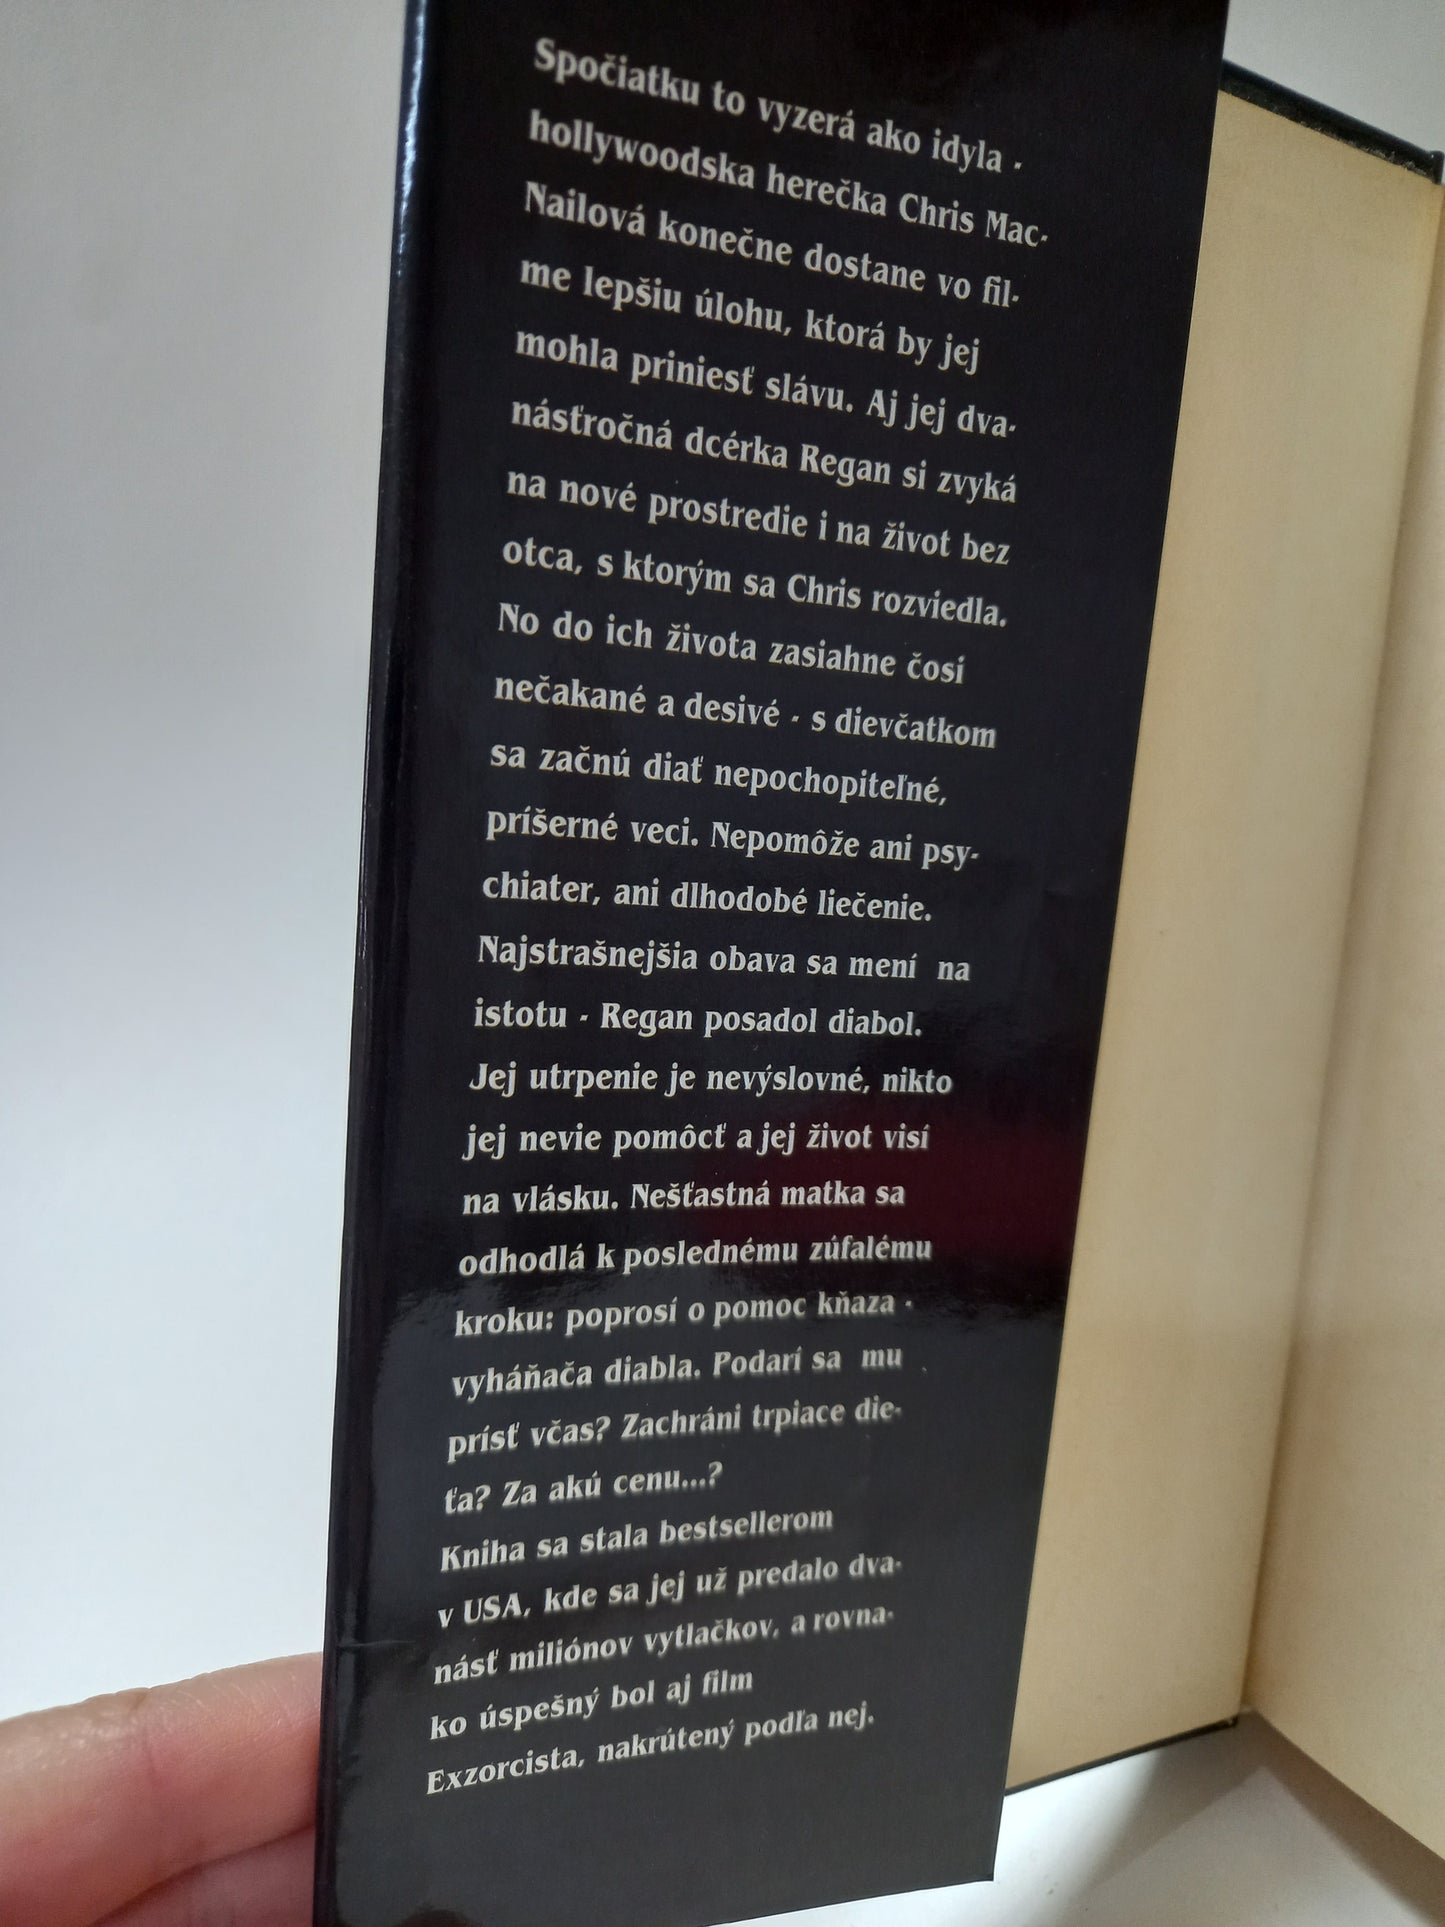 Spočiatku to vyzerá ako idyla -
hollywoodska herečka Chris Mac-
Nailová konečne dostane vo fil-
me lepšiu úlohu, ktorá by jej
mohla priniesť slávu. Aj jej dva-
násťročná dcérka Regan si zvyká
na nové prostredie i na život bez
otca, s ktorým sa Chris rozviedla.
No do ich života zasiahne čosi
nečakané a desivé - s dievčatkom
sa začnú diať nepochopiteľné,
príšerné veci. Nepomôže ani psy-
chiater, ani dlhodobé liečenie.
Najstrašnejšia obava sa mení na
istotu - Regan posadol diabol.
Jej utrpenie je nevýslovné, nikto
jej nevie pomôcť a jej život visí
na vlásku. Nešťastná matka sa
odhodlá k poslednému zúfalému
kroku: poprosí o pomoc kňaza -
vyháňača diabla. Podarí sa mu
prísť včas? Zachráni trpiace die-
ťa? Za akú cenu...?
Kniha sa stala bestsellerom
v USA, kde sa jej už predalo dva-
násť miliónov vytlačkov, a rovna-
ko úspešný bol aj film
Exzorcista, nakrútený podľa nej.